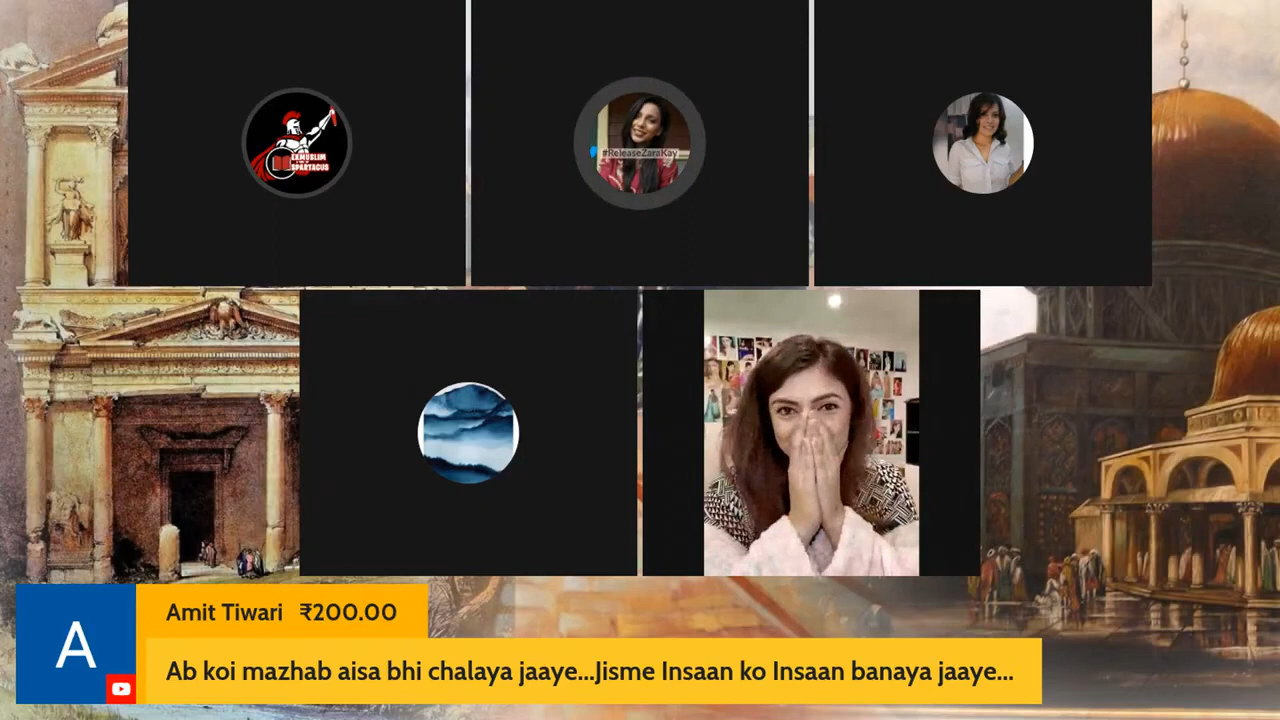 EXMUSLIM
SPARTACUS
#ReleaseZaraKay
A
Amit Tiwari ₹200.00
Ab koi mazhab aisa bhi chalaya jaaye...Jisme Insaan ko Insaan banaya jaaye...